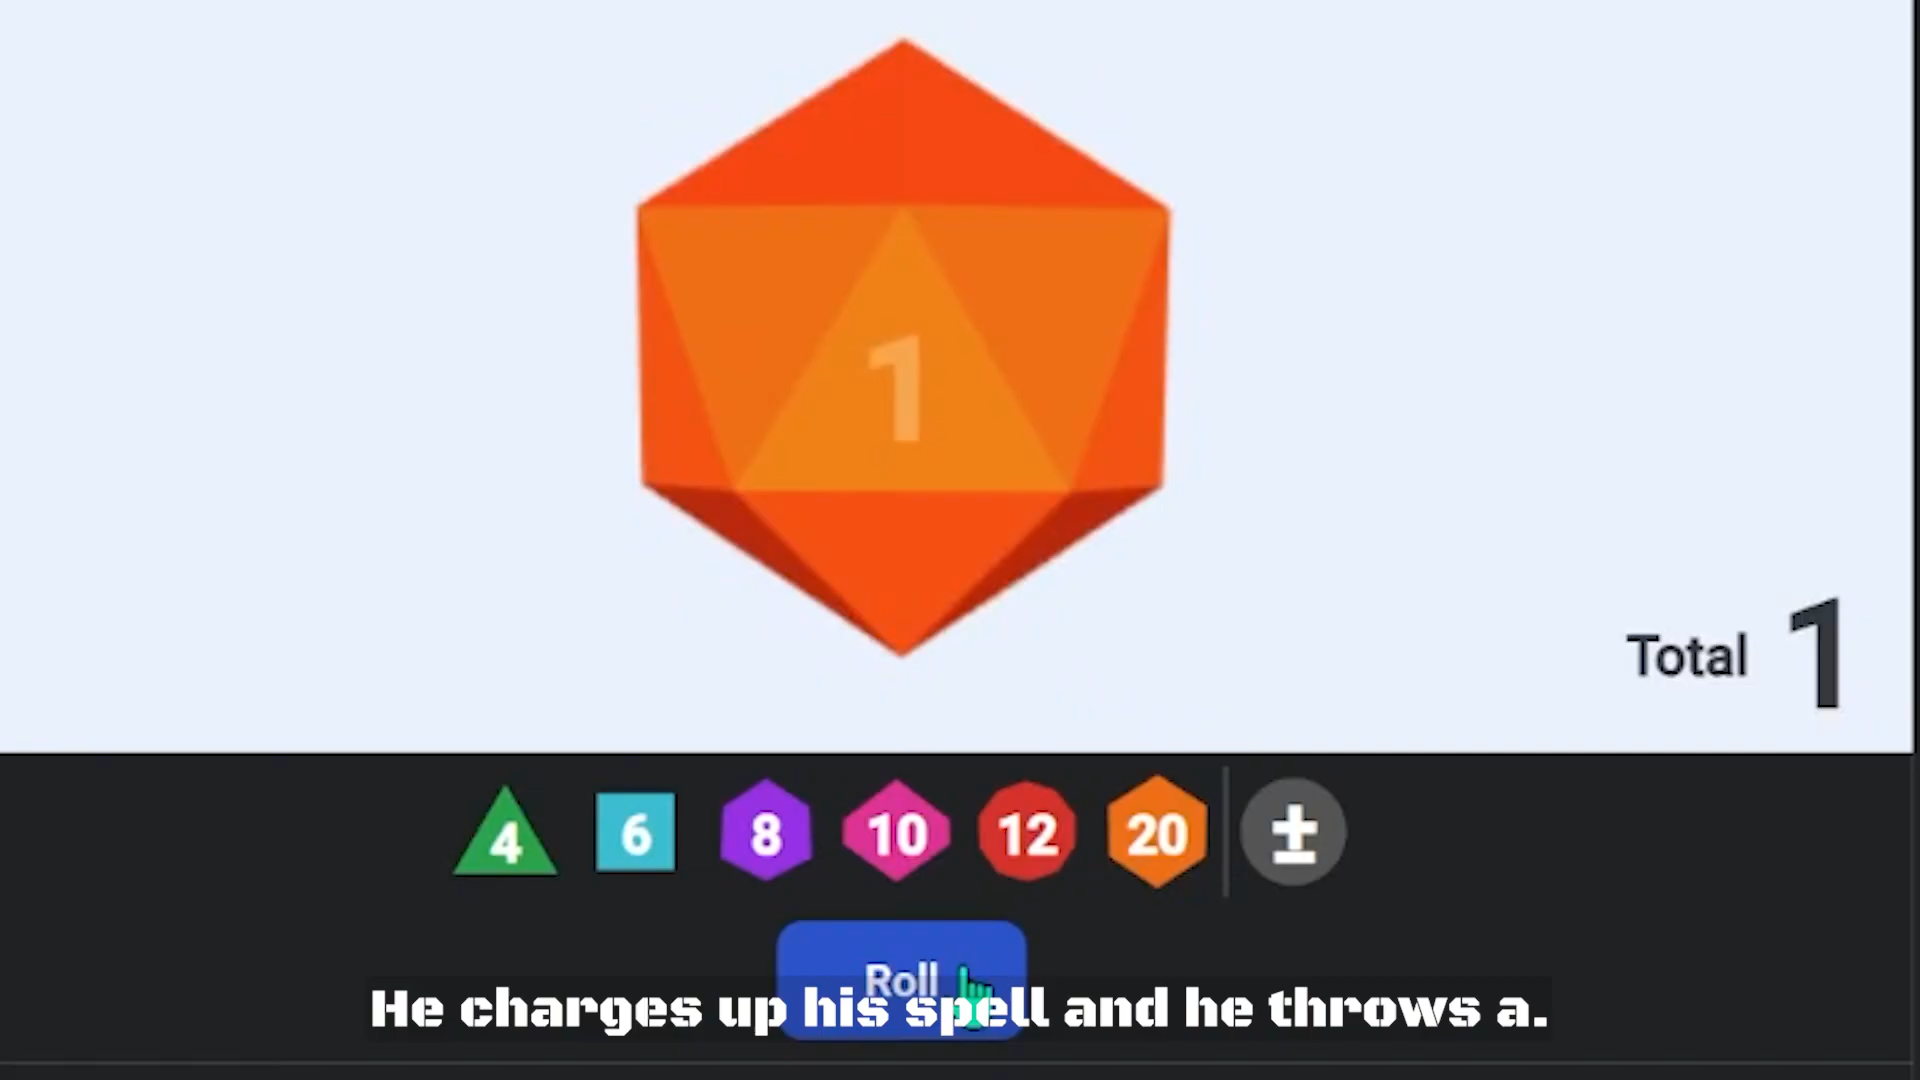 1
Total 1
4 6 8 10 12 20 ±
Roll
He charges up his spell and he throws a.